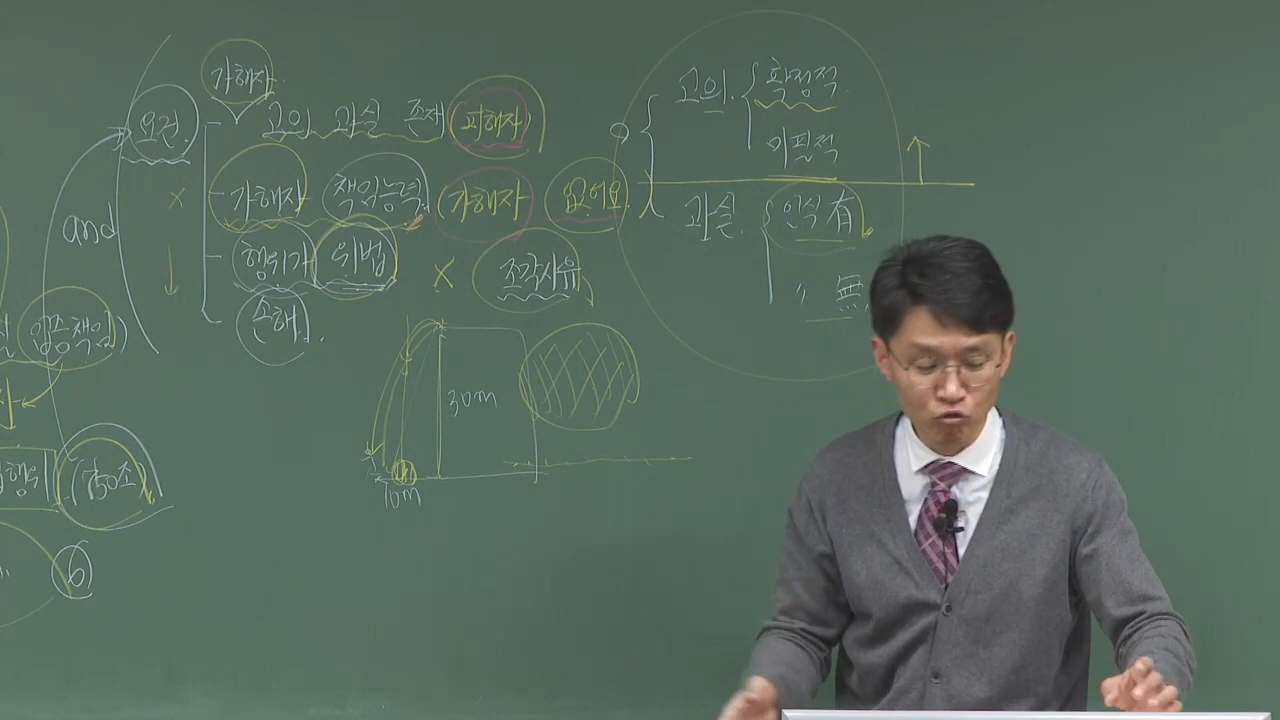 가해자
요건 고의 과실 존재 피해자
가해자 책임능력 가해자 없어요
행위가 위법 × 조각사유
손해
and
입증책임)
(750조)
행위
⑥
30m
10m
고의 확정적
미필적
과실 인식 有
〃 無